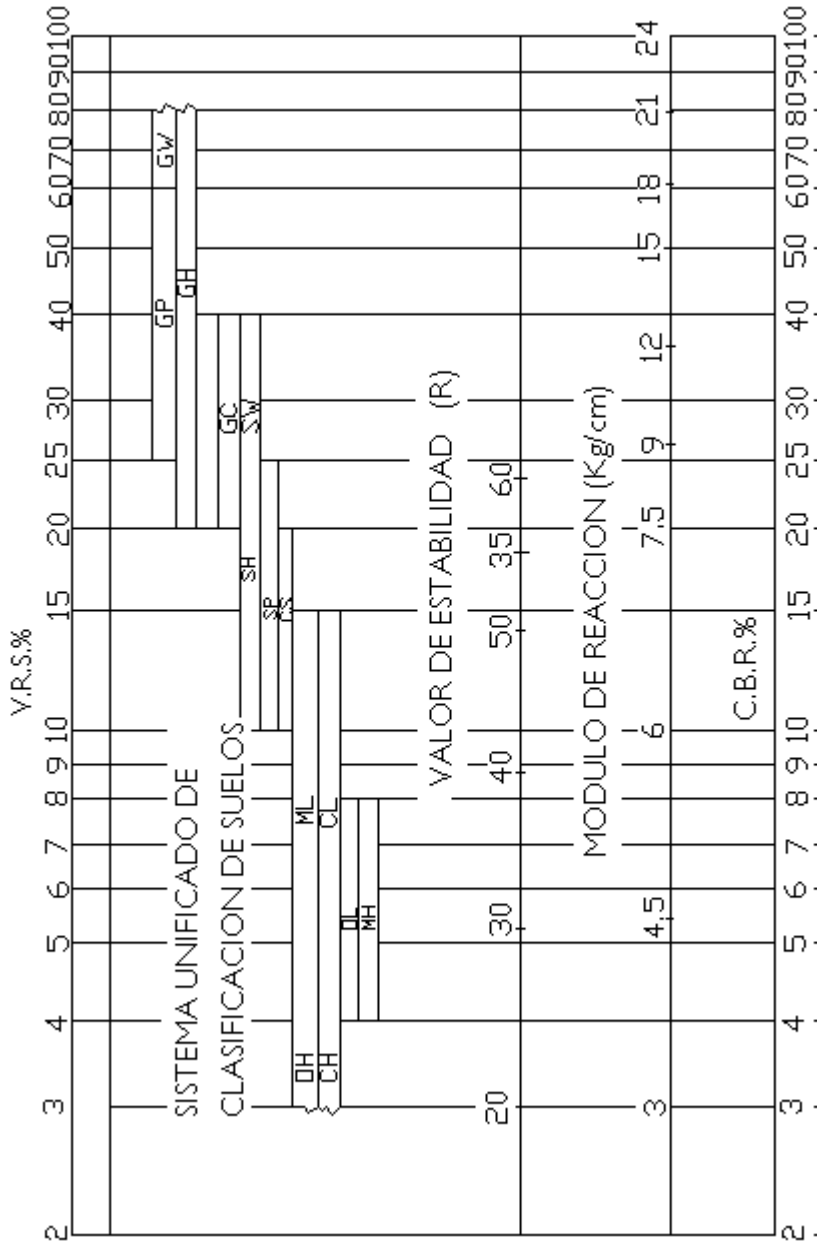 V.R.S.%
2 3 4 5 6 7 8 9 10 15 20 25 30 40 50 60 70 80 90 100
SISTEMA UNIFICADO DE
CLASIFICACION DE SUELOS
GP GW
GH
GC
SH SW
SP
OH ML
CH CL
OL
MH
VALOR DE ESTABILIDAD (R)
20 30 40 50 35 60
MODULO DE REACCION (Kg/cm)
3 4.5 6 7.5 9 12 15 18 21 24
C.B.R.%
2 3 4 5 6 7 8 9 10 15 20 25 30 40 50 60 70 80 90 100